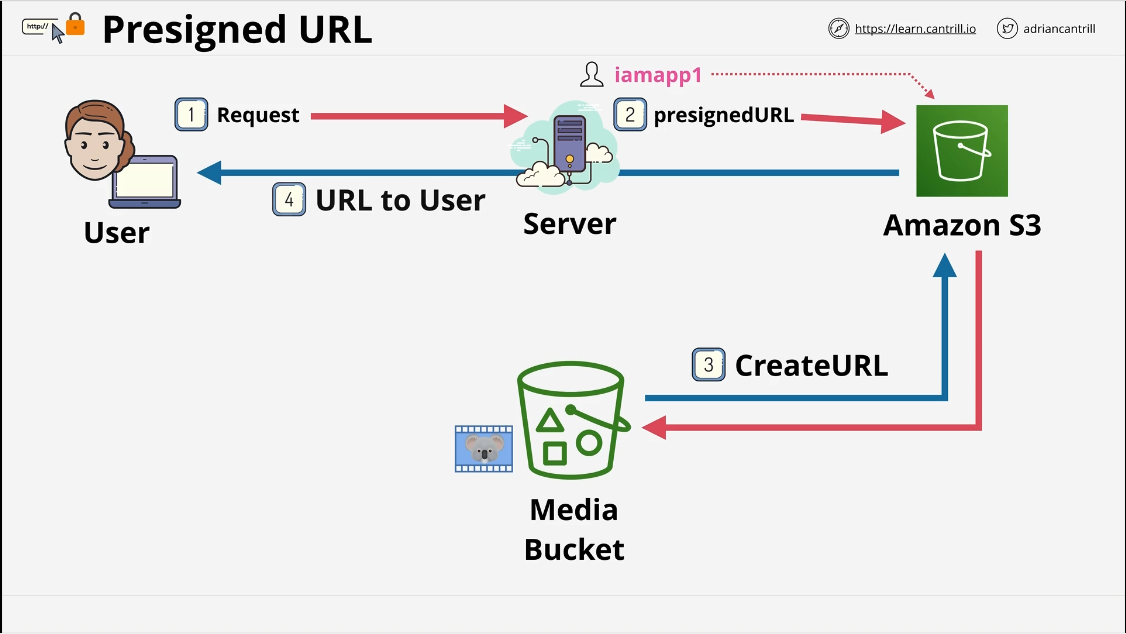 http://
Presigned URL
https://learn.cantrill.io
adriancantrill
iamapp1
1 Request
2 presignedURL
4 URL to User
User
Server
Amazon S3
3 CreateURL
Media
Bucket